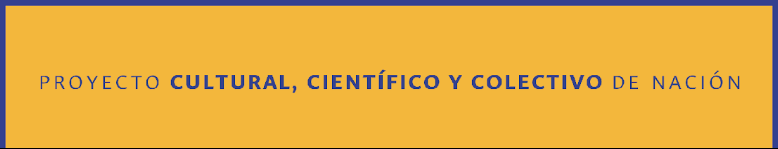 PROYECTO CULTURAL, CIENTÍFICO Y COLECTIVO DE NACIÓN